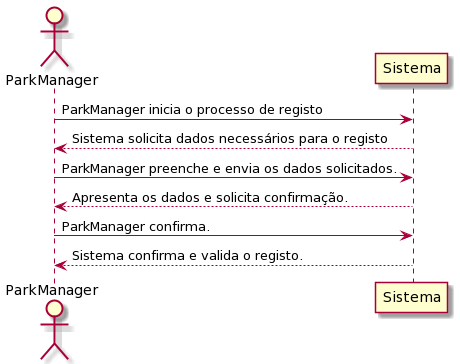 ParkManager
Sistema
ParkManager inicia o processo de registo
Sistema solicita dados necessários para o registo
ParkManager preenche e envia os dados solicitados.
Apresenta os dados e solicita confirmação.
ParkManager confirma.
Sistema confirma e valida o registo.
ParkManager
Sistema